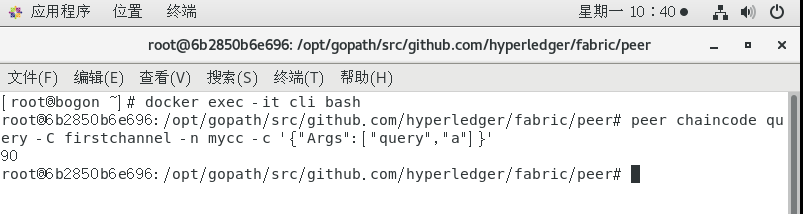 应用程序 位置 终端 星期一 10：40
root@6b2850b6e696: /opt/gopath/src/github.com/hyperledger/fabric/peer
文件(F) 编辑(E) 查看(V) 搜索(S) 终端(T) 帮助(H)
[root@bogon ~]# docker exec -it cli bash
root@6b2850b6e696:/opt/gopath/src/github.com/hyperledger/fabric/peer# peer chaincode qu
ery -C firstchannel -n mycc -c '{"Args":["query","a"]}'
90
root@6b2850b6e696:/opt/gopath/src/github.com/hyperledger/fabric/peer#